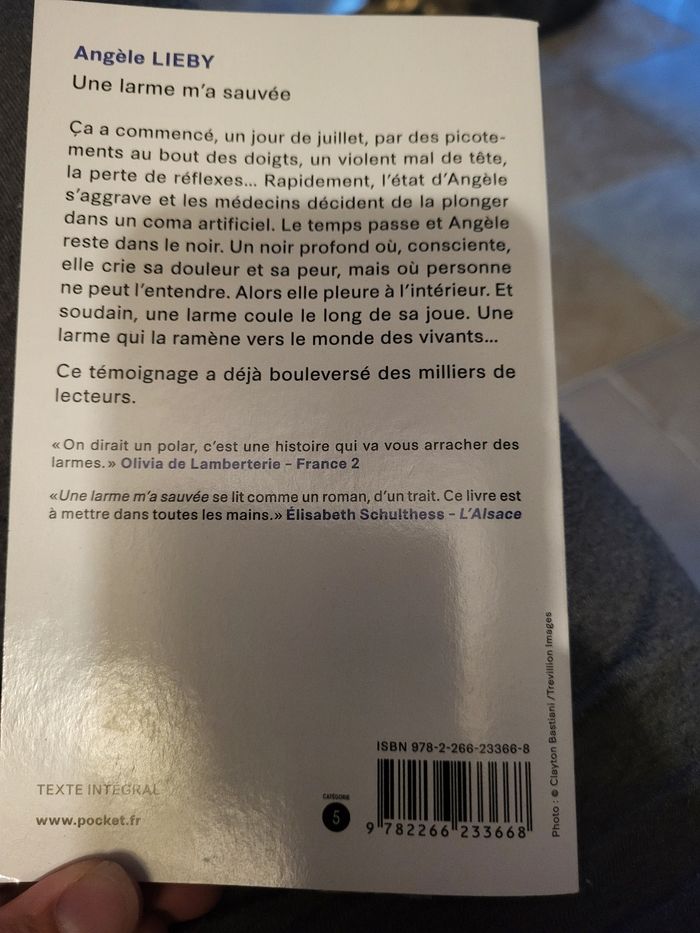 Angèle LIEBY
Une larme m'a sauvée
Ça a commencé, un jour de juillet, par des picote-
ments au bout des doigts, un violent mal de tête,
la perte de réflexes... Rapidement, l'état d'Angèle
s'aggrave et les médecins décident de la plonger
dans un coma artificiel. Le temps passe et Angèle
reste dans le noir. Un noir profond où, consciente,
elle crie sa douleur et sa peur, mais où personne
ne peut l'entendre. Alors elle pleure à l'intérieur. Et
soudain, une larme coule le long de sa joue. Une
larme qui la ramène vers le monde des vivants...
Ce témoignage a déjà bouleversé des milliers de
lecteurs.
« On dirait un polar, c'est une histoire qui va vous arracher des
larmes. » Olivia de Lamberterie – France 2
«Une larme m'a sauvée se lit comme un roman, d'un trait. Ce livre est
à mettre dans toutes les mains.» Élisabeth Schulthess – L'Alsace
Photo : © Clayton Bastiani /Trevillion Images
ISBN 978-2-266-23366-8
TEXTE INTÉGRAL
www.pocket.fr
CATÉGORIE
5
9 782266 233668